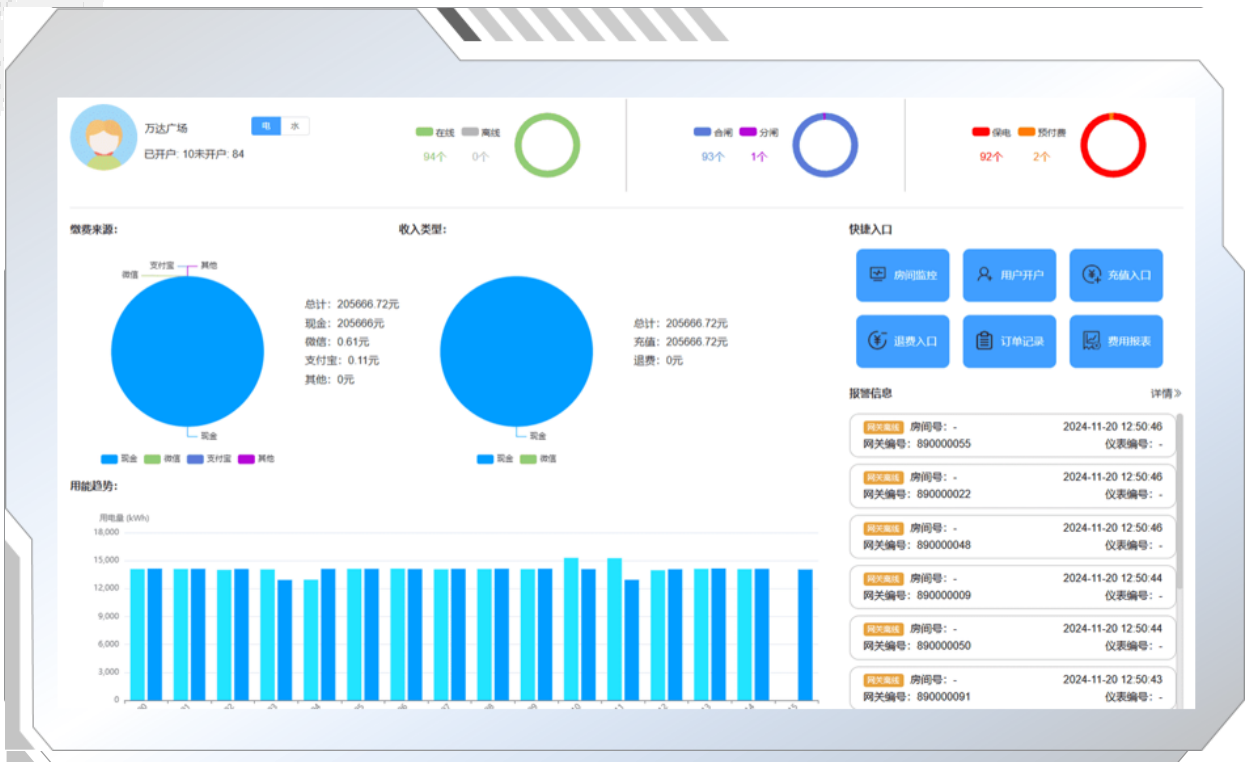 万达广场
电 水
已开户: 10未开户: 84
在线 离线
94个 0个
合闸 分闸
93个 1个
保电 预付费
92个 2个
缴费来源:
支付宝 其他
微信
现金
总计：205666.72元
现金：205666元
微信：0.61元
支付宝：0.11元
其他：0元
现金 微信 支付宝 其他
收入类型:
现金
总计：205666.72元
充值：205666.72元
退费：0元
现金 微信
用能趋势:
用电量 (kWh)
18,000
15,000
12,000
9,000
6,000
3,000
0
快捷入口
房间监控 用户开户 充值入口
退费入口 订单记录 费用报表
报警信息 详情
网关离线 房间号：- 2024-11-20 12:50:46
网关编号：890000055 仪表编号：-
网关离线 房间号：- 2024-11-20 12:50:46
网关编号：890000022 仪表编号：-
网关离线 房间号：- 2024-11-20 12:50:46
网关编号：890000048 仪表编号：-
网关离线 房间号：- 2024-11-20 12:50:44
网关编号：890000009 仪表编号：-
网关离线 房间号：- 2024-11-20 12:50:44
网关编号：890000050 仪表编号：-
网关离线 房间号：- 2024-11-20 12:50:43
网关编号：890000091 仪表编号：-